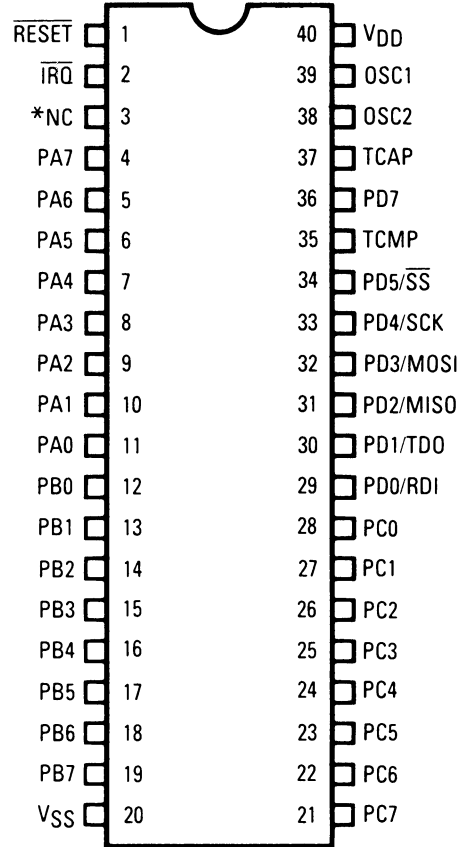 R̅E̅S̅E̅T̅ 1 40 VDD
I̅R̅Q̅ 2 39 OSC1
*NC 3 38 OSC2
PA7 4 37 TCAP
PA6 5 36 PD7
PA5 6 35 TCMP
PA4 7 34 PD5/S̅S̅
PA3 8 33 PD4/SCK
PA2 9 32 PD3/MOSI
PA1 10 31 PD2/MISO
PA0 11 30 PD1/TDO
PB0 12 29 PD0/RDI
PB1 13 28 PC0
PB2 14 27 PC1
PB3 15 26 PC2
PB4 16 25 PC3
PB5 17 24 PC4
PB6 18 23 PC5
PB7 19 22 PC6
VSS 20 21 PC7